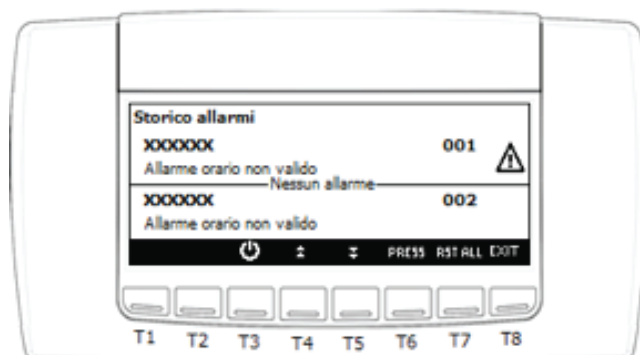 Storico allarmi
XXXXXX 001
Allarme orario non valido
Nessun allarme
XXXXXX 002
Allarme orario non valido
PRESS RST ALL EXIT
T1 T2 T3 T4 T5 T6 T7 T8